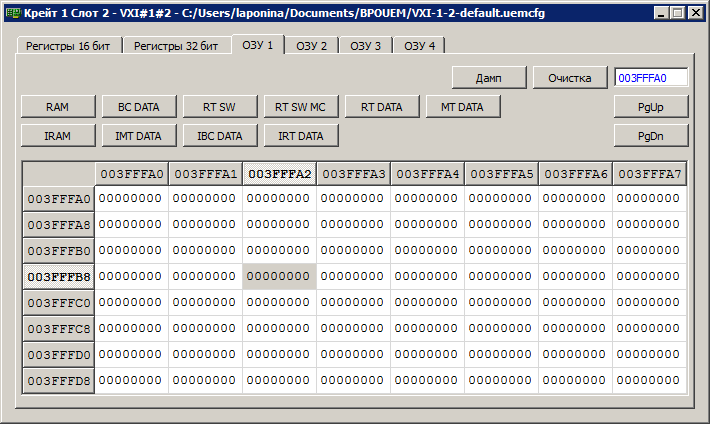 Крейт 1 Слот 2 - VXI#1#2 - C:/Users/laponina/Documents/BPOUEM/VXI-1-2-default.uemcfg
Регистры 16 бит Регистры 32 бит ОЗУ 1 ОЗУ 2 ОЗУ 3 ОЗУ 4
Дамп Очистка 003FFFA0
RAM BC DATA RT SW RT SW MC RT DATA MT DATA PgUp
IRAM IMT DATA IBC DATA IRT DATA PgDn
003FFFA0 003FFFA1 003FFFA2 003FFFA3 003FFFA4 003FFFA5 003FFFA6 003FFFA7
003FFFA0 00000000 00000000 00000000 00000000 00000000 00000000 00000000 00000000
003FFFA8 00000000 00000000 00000000 00000000 00000000 00000000 00000000 00000000
003FFFB0 00000000 00000000 00000000 00000000 00000000 00000000 00000000 00000000
003FFFB8 00000000 00000000 00000000 00000000 00000000 00000000 00000000 00000000
003FFFC0 00000000 00000000 00000000 00000000 00000000 00000000 00000000 00000000
003FFFC8 00000000 00000000 00000000 00000000 00000000 00000000 00000000 00000000
003FFFD0 00000000 00000000 00000000 00000000 00000000 00000000 00000000 00000000
003FFFD8 00000000 00000000 00000000 00000000 00000000 00000000 00000000 00000000